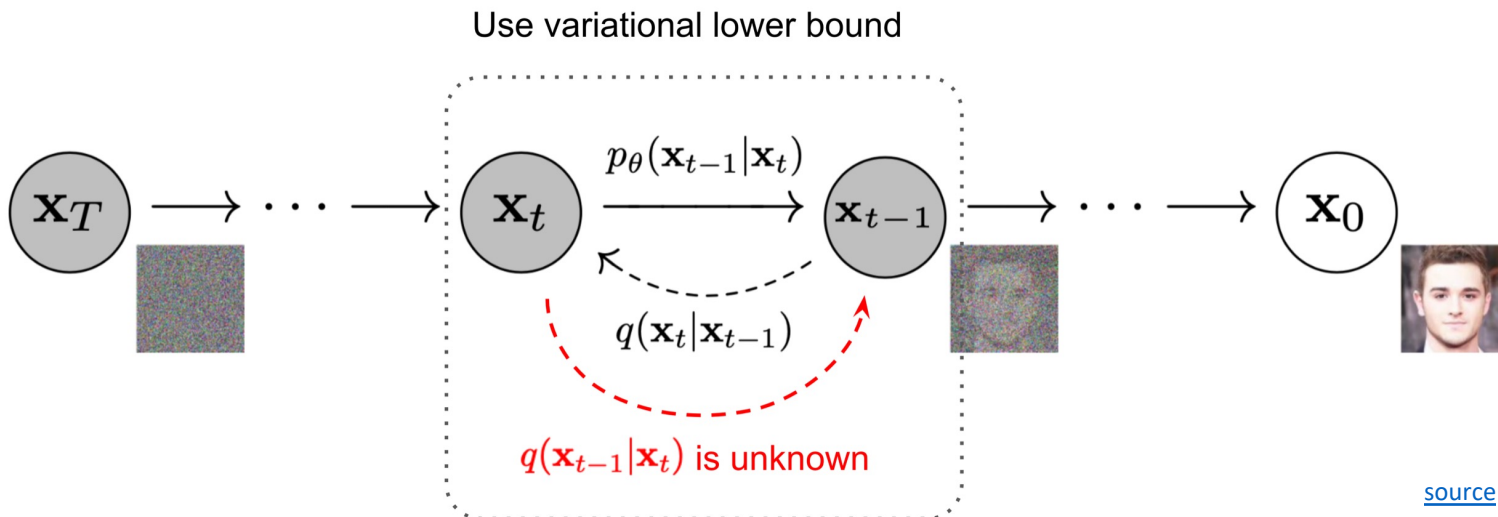 Use variational lower bound
p_θ(x_{t−1}|x_t)
x_T → ··· → x_t → x_{t−1} → ··· → x_0
q(x_t|x_{t−1})
q(x_{t−1}|x_t) is unknown
source